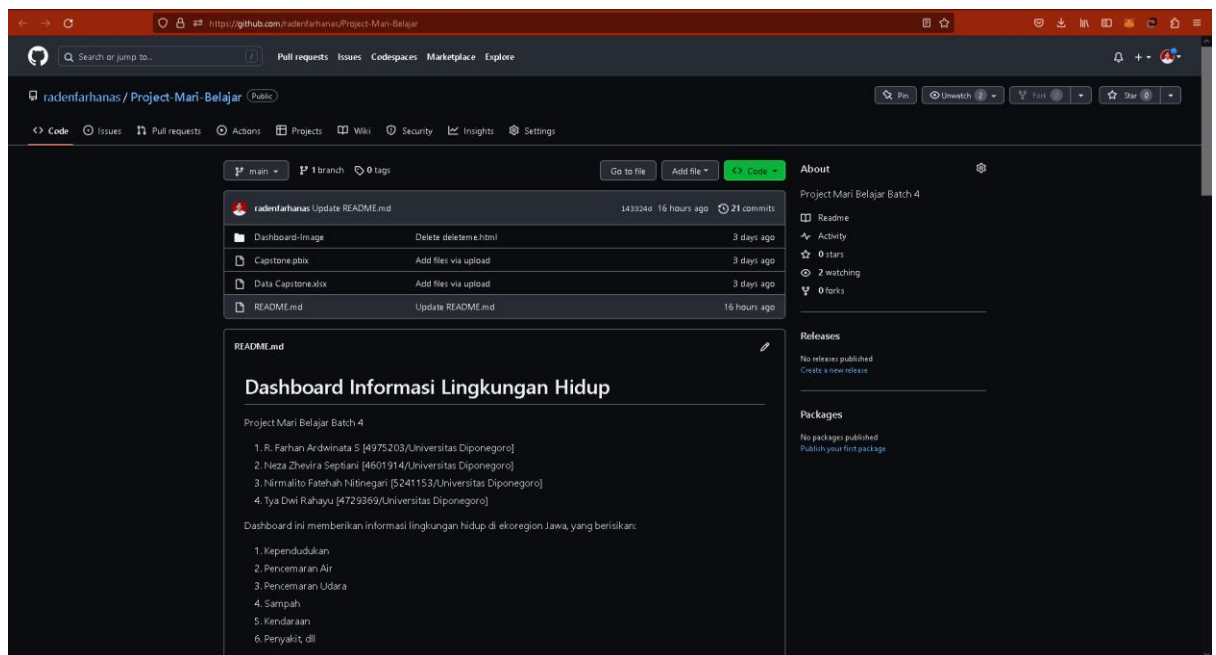 https://github.com/radenfarhanas/Project-Mari-Belajar
Search or jump to...
/
Pull requests Issues Codespaces Marketplace Explore
radenfarhanas / Project-Mari-Belajar Public
Pin
Unwatch 2
Fork 0
Star 0
Code Issues Pull requests Actions Projects Wiki Security Insights Settings
main 1 branch 0 tags
Go to file Add file Code
radenfarhanas Update README.md 143324d 16 hours ago 21 commits
Dashboard-Image Delete deleteme.html 3 days ago
Capstone.pbix Add files via upload 3 days ago
Data Capstone.xlsx Add files via upload 3 days ago
README.md Update README.md 16 hours ago
README.md
Dashboard Informasi Lingkungan Hidup
Project Mari Belajar Batch 4
1. R. Farhan Ardwinata S [4975203/Universitas Diponegoro]
2. Neza Zhevira Septiani [4601914/Universitas Diponegoro]
3. Nirmalito Fatehah Nitinegari [5241153/Universitas Diponegoro]
4. Tya Dwi Rahayu [4729369/Universitas Diponegoro]
Dashboard ini memberikan informasi lingkungan hidup di ekoregion Jawa, yang berisikan:
1. Kependudukan
2. Pencemaran Air
3. Pencemaran Udara
4. Sampah
5. Kendaraan
6. Penyakit, dll
About
Project Mari Belajar Batch 4
Readme
Activity
0 stars
2 watching
0 forks
Releases
No releases published
Create a new release
Packages
No packages published
Publish your first package